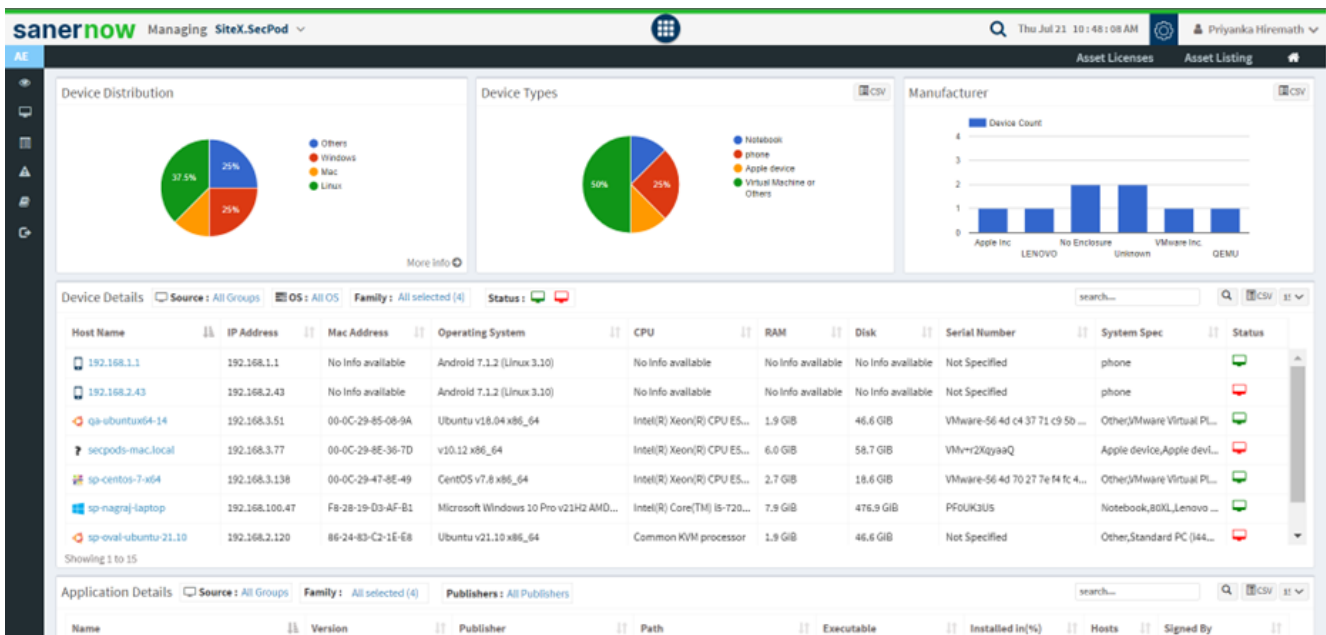 sanernow Managing SiteX.SecPod Thu Jul 21 10:48:08 AM Priyanka Hiremath
AE Asset Licenses Asset Listing
Device Distribution
37.5% 25%
25%
Others
Windows
Mac
Linux
More info
Device Types CSV
50% 25%
Notebook
phone
Apple device
Virtual Machine or
Others
Manufacturer CSV
Device Count
4
3
2
1
0
Apple Inc No Enclosure VMware Inc.
LENOVO Unknown QEMU
Device Details Source : All Groups OS : All OS Family : All selected (4) Status : search... CSV
Host Name IP Address Mac Address Operating System CPU RAM Disk Serial Number System Spec Status
192.168.1.1 192.168.1.1 No Info available Android 7.1.2 (Linux 3.10) No Info available No Info available No Info available Not Specified phone
192.168.2.43 192.168.2.43 No Info available Android 7.1.2 (Linux 3.10) No Info available No Info available No Info available Not Specified phone
qa-ubuntux64-14 192.168.3.51 00-0C-29-85-08-9A Ubuntu v18.04 x86_64 Intel(R) Xeon(R) CPU E5... 1.9 GiB 46.6 GiB VMware-56 4d c4 37 71 c9 5b ... Other,VMware Virtual Pl...
secpods-mac.local 192.168.3.77 00-0C-29-8E-36-7D v10.12 x86_64 Intel(R) Xeon(R) CPU E5... 6.0 GiB 58.7 GiB VMv+r2XqyaaQ Apple device,Apple devi...
sp-centos-7-x64 192.168.3.138 00-0C-29-47-8E-49 CentOS v7.8 x86_64 Intel(R) Xeon(R) CPU E5... 2.7 GiB 18.6 GiB VMware-56 4d 70 27 7e f4 fc 4... Other,VMware Virtual Pl...
sp-nagraj-laptop 192.168.100.47 F8-28-19-D3-AF-B1 Microsoft Windows 10 Pro v21H2 AMD... Intel(R) Core(TM) i5-720... 7.9 GiB 476.9 GiB PF0UK3US Notebook,80XL,Lenovo ...
sp-oval-ubuntu-21.10 192.168.2.120 86-24-83-C2-1E-E8 Ubuntu v21.10 x86_64 Common KVM processor 1.9 GiB 46.6 GiB Not Specified Other,Standard PC (i44...
Showing 1 to 15
Application Details Source : All Groups Family : All selected (4) Publishers : All Publishers search... CSV
Name Version Publisher Path Executable Installed in(%) Hosts Signed By